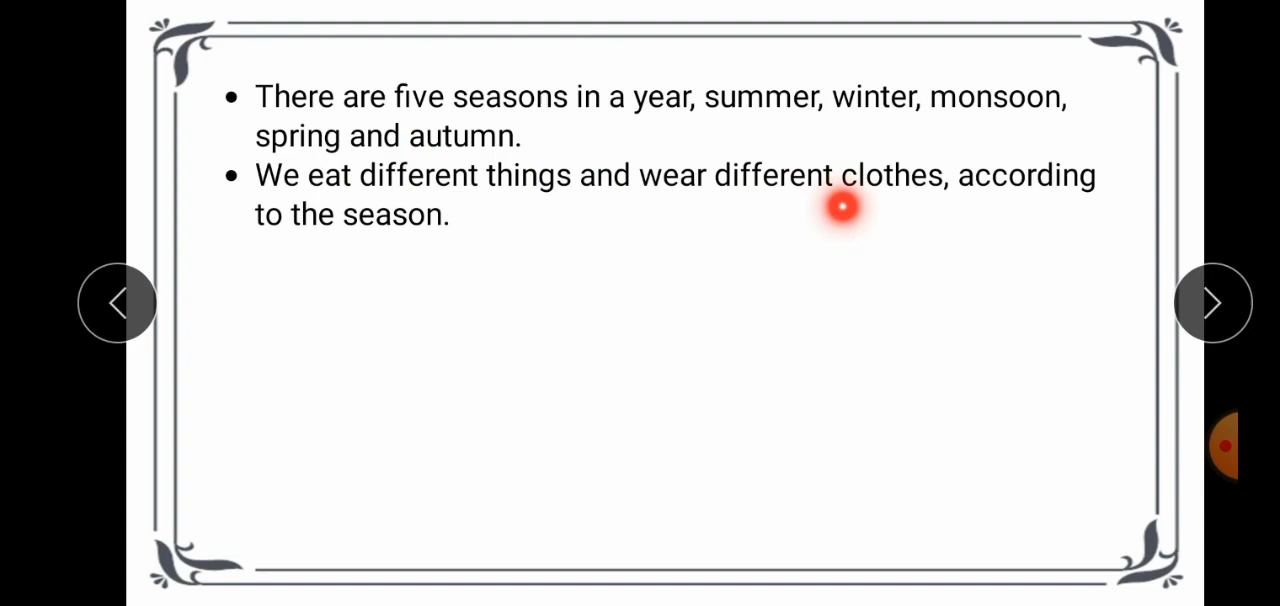 • There are five seasons in a year, summer, winter, monsoon,
spring and autumn.
• We eat different things and wear different clothes, according
to the season.